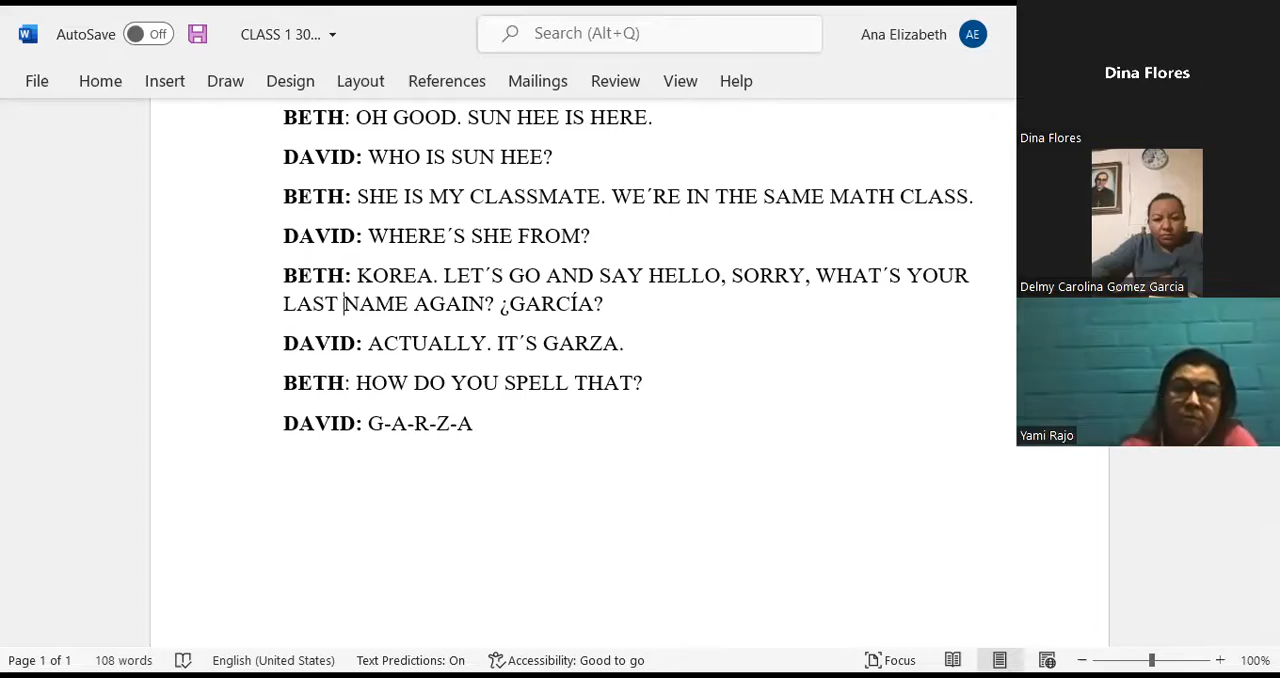 AutoSave Off CLASS 1 30... Search (Alt+Q) Ana Elizabeth AE
File Home Insert Draw Design Layout References Mailings Review View Help
BETH: OH GOOD. SUN HEE IS HERE.
DAVID: WHO IS SUN HEE?
BETH: SHE IS MY CLASSMATE. WE´RE IN THE SAME MATH CLASS.
DAVID: WHERE´S SHE FROM?
BETH: KOREA. LET´S GO AND SAY HELLO, SORRY, WHAT´S YOUR
LAST NAME AGAIN? ¿GARCÍA?
DAVID: ACTUALLY. IT´S GARZA.
BETH: HOW DO YOU SPELL THAT?
DAVID: G-A-R-Z-A
Page 1 of 1 108 words English (United States) Text Predictions: On Accessibility: Good to go Focus 100%
Dina Flores
Dina Flores
Delmy Carolina Gomez Garcia
Yami Rajo